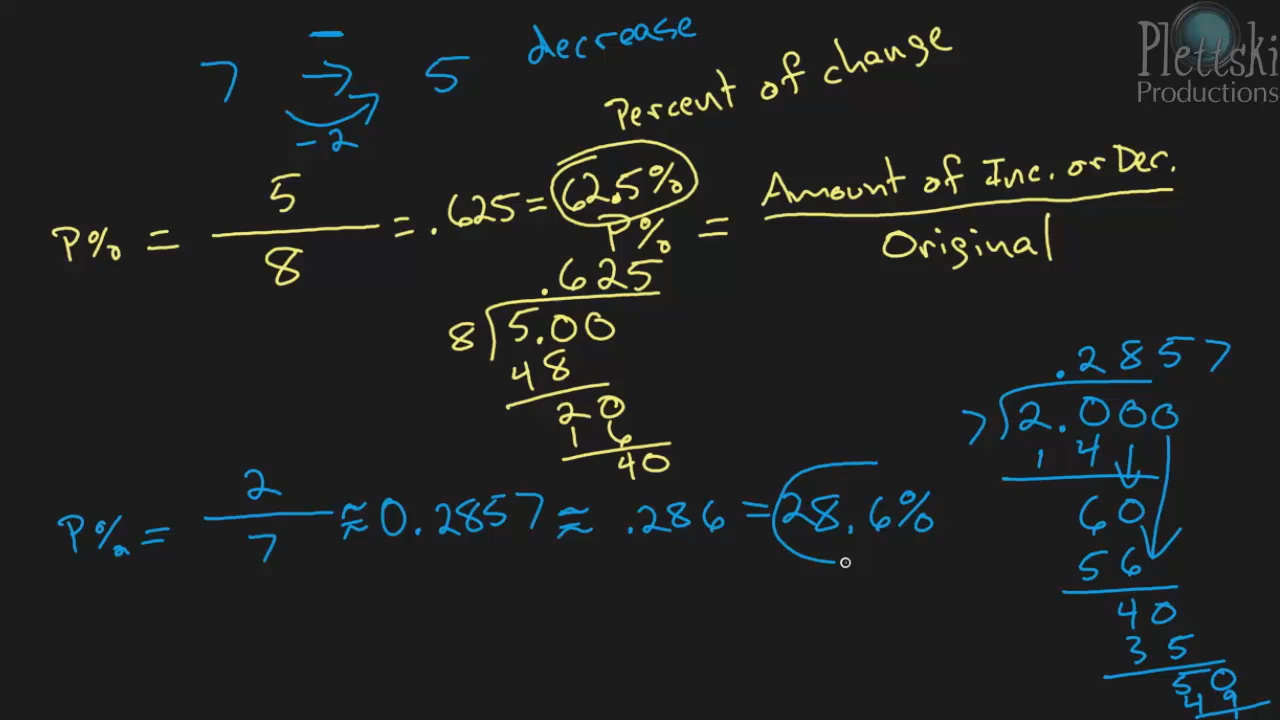 Plettski
Productions
7 → 5 decrease
−
−2
Percent of change
P% = 5/8 = .625 = 62.5%
P% = Amount of Inc. or Dec. / Original
.625
8 5.00
48
20
16
40
P% = 2/7 ≈ 0.2857 ≈ .286 = 28.6%
.2857
7 2.000
14
60
56
40
35
50
49